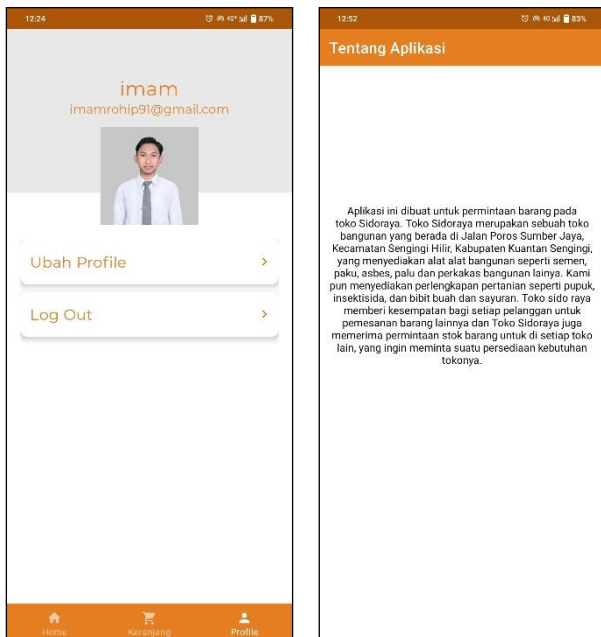 12:24
87%
imam
imamrohip91@gmail.com
Ubah Profile
Log Out
Home
Keranjang
Profile
12:52
4G
83%
Tentang Aplikasi
Aplikasi ini dibuat untuk permintaan barang pada
toko Sidoraya. Toko Sidoraya merupakan sebuah toko
bangunan yang berada di Jalan Poros Sumber Jaya,
Kecamatan Sengingi Hilir, Kabupaten Kuantan Sengingi,
yang menyediakan alat alat bangunan seperti semen,
paku, asbes, palu dan perkakas bangunan lainya. Kami
pun menyediakan perlengkapan pertanian seperti pupuk,
insektisida, dan bibit buah dan sayuran. Toko sido raya
memberi kesempatan bagi setiap pelanggan untuk
pemesanan barang lainnya dan Toko Sidoraya juga
memerima permintaan stok barang untuk di setiap toko
lain, yang ingin meminta suatu persediaan kebutuhan
tokonya.